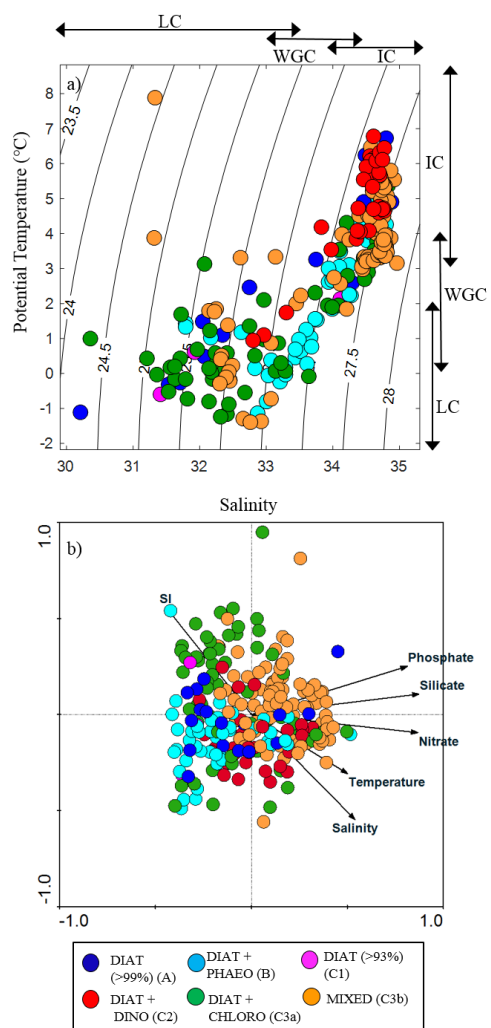 LC
WGC
IC
a)
Potential Temperature (°C)
8
7
6
5
4
3
2
1
0
-1
-2
23.5
24
24.5
27.5
28
30
31
32
33
34
35
Salinity
IC
WGC
LC
b)
1.0
SI
Phosphate
Silicate
Nitrate
Temperature
Salinity
-1.0
-1.0
1.0
DIAT
(>99%) (A)
DIAT +
PHAEO (B)
DIAT (>93%)
(C1)
DIAT +
DINO (C2)
DIAT +
CHLORO (C3a)
MIXED (C3b)